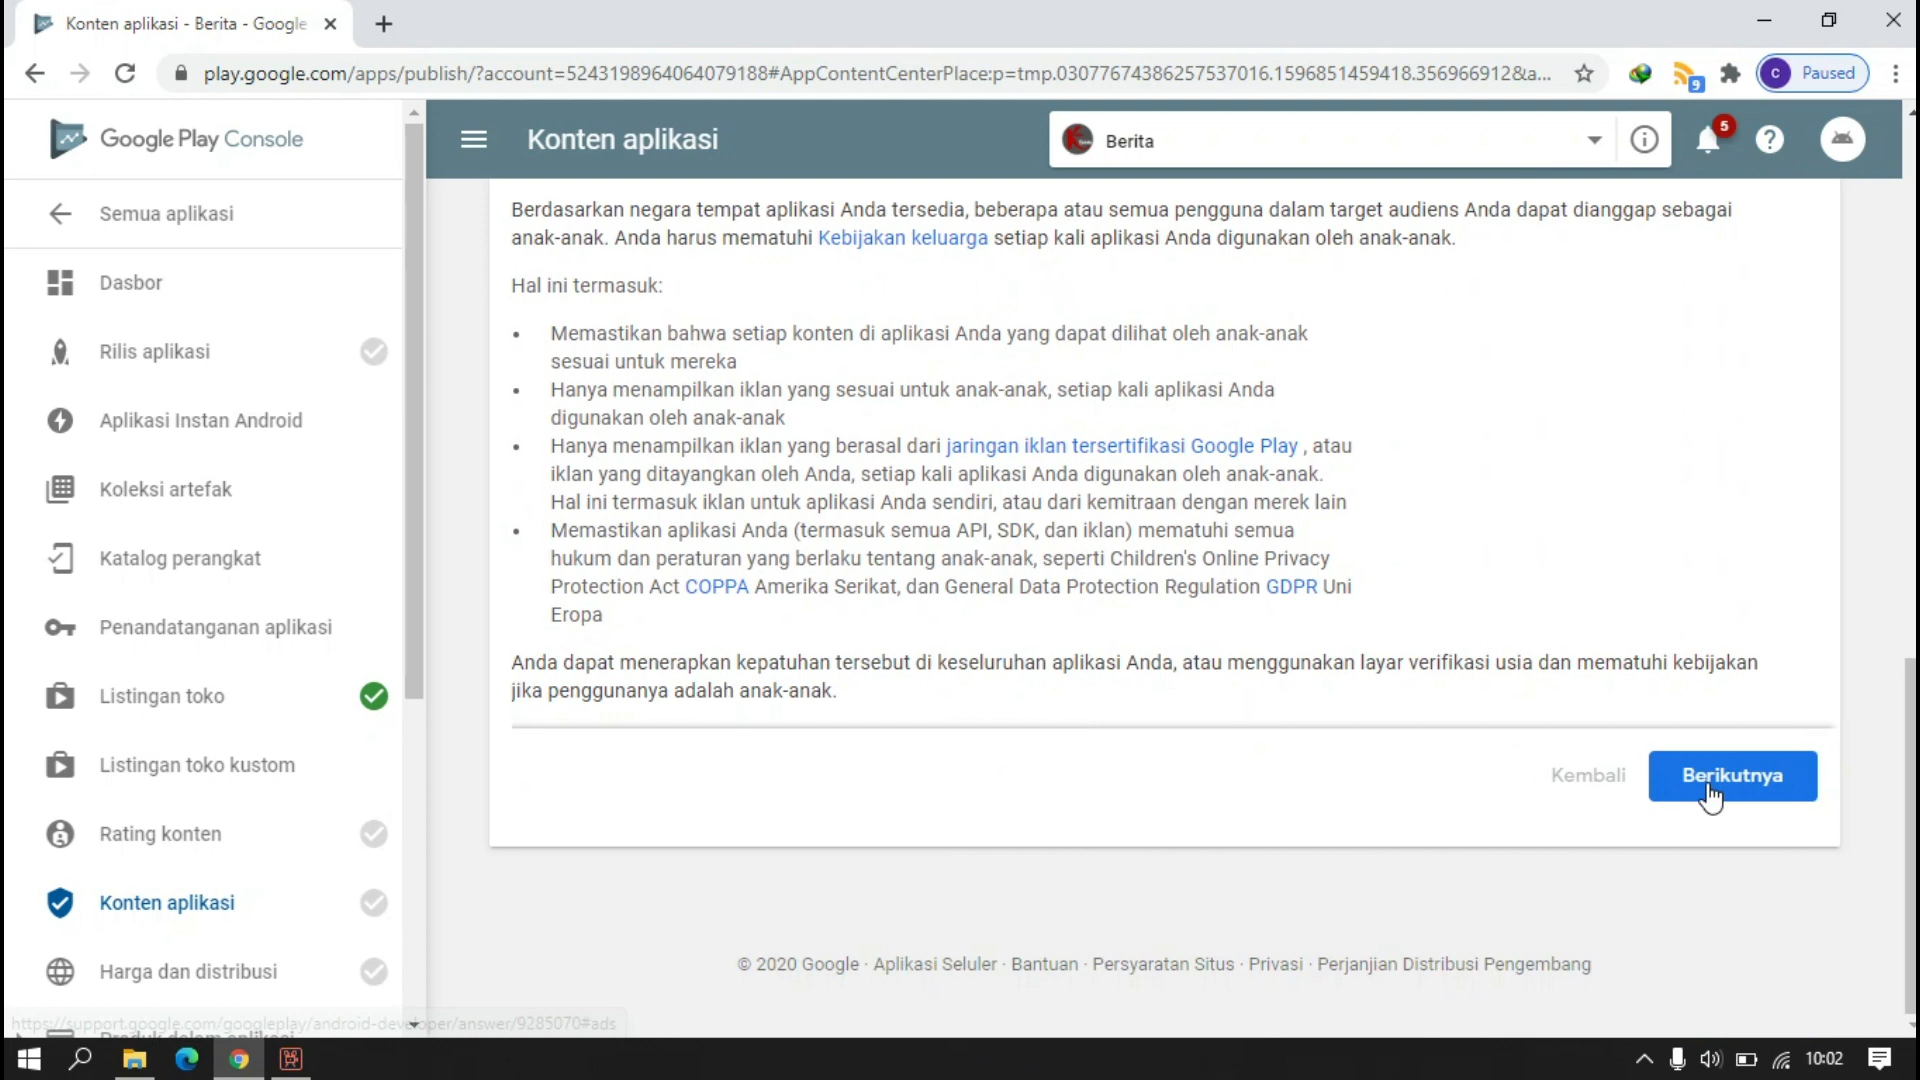 Konten aplikasi - Berita - Google
play.google.com/apps/publish/?account=5243198964064079188#AppContentCenterPlace:p=tmp.03077674386257537016.1596851459418.356966912&a...
9
C Paused
Google Play Console
Konten aplikasi
Berita
5
Semua aplikasi
Dasbor
Rilis aplikasi
Aplikasi Instan Android
Koleksi artefak
Katalog perangkat
Penandatanganan aplikasi
Listingan toko
Listingan toko kustom
Rating konten
Konten aplikasi
Harga dan distribusi
Produk dalam aplikasi
Berdasarkan negara tempat aplikasi Anda tersedia, beberapa atau semua pengguna dalam target audiens Anda dapat dianggap sebagai
anak-anak. Anda harus mematuhi Kebijakan keluarga setiap kali aplikasi Anda digunakan oleh anak-anak.
Hal ini termasuk:
• Memastikan bahwa setiap konten di aplikasi Anda yang dapat dilihat oleh anak-anak
sesuai untuk mereka
• Hanya menampilkan iklan yang sesuai untuk anak-anak, setiap kali aplikasi Anda
digunakan oleh anak-anak
• Hanya menampilkan iklan yang berasal dari jaringan iklan tersertifikasi Google Play , atau
iklan yang ditayangkan oleh Anda, setiap kali aplikasi Anda digunakan oleh anak-anak.
Hal ini termasuk iklan untuk aplikasi Anda sendiri, atau dari kemitraan dengan merek lain
• Memastikan aplikasi Anda (termasuk semua API, SDK, dan iklan) mematuhi semua
hukum dan peraturan yang berlaku tentang anak-anak, seperti Children's Online Privacy
Protection Act COPPA Amerika Serikat, dan General Data Protection Regulation GDPR Uni
Eropa
Anda dapat menerapkan kepatuhan tersebut di keseluruhan aplikasi Anda, atau menggunakan layar verifikasi usia dan mematuhi kebijakan
jika penggunanya adalah anak-anak.
Kembali Berikutnya
© 2020 Google · Aplikasi Seluler · Bantuan · Persyaratan Situs · Privasi · Perjanjian Distribusi Pengembang
https://support.google.com/googleplay/android-developer/answer/9285070#ads
10:02